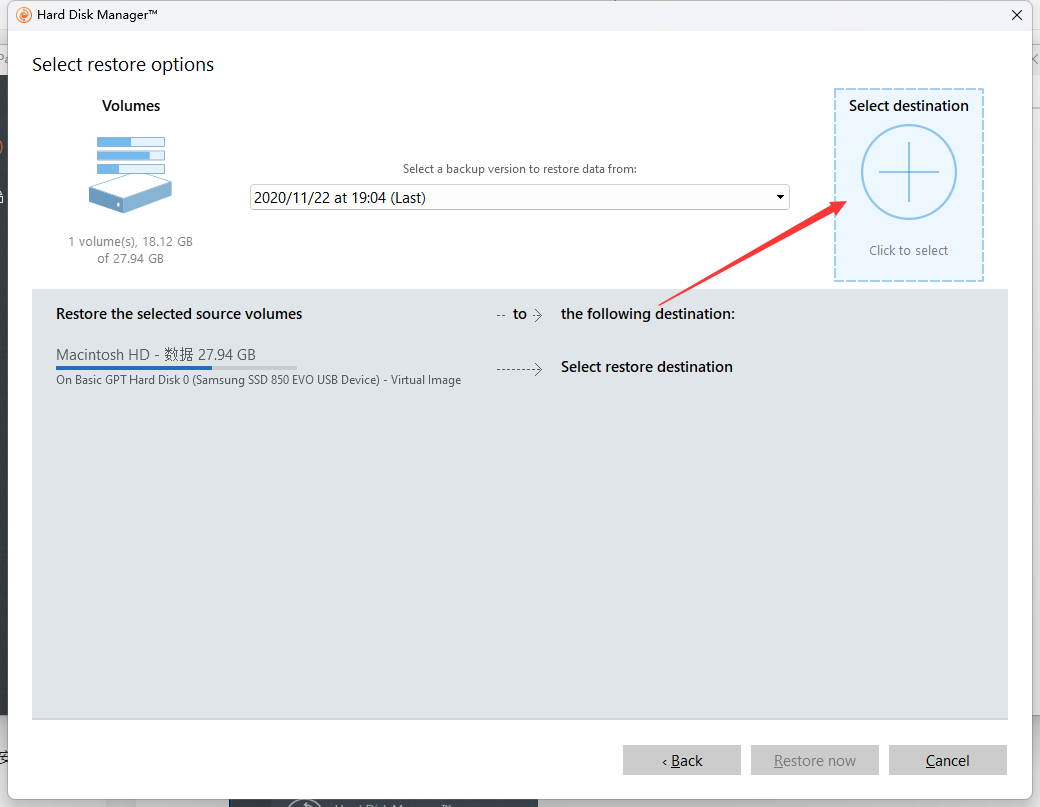 Hard Disk Manager™
Select restore options
Volumes
Select destination
Select a backup version to restore data from:
2020/11/22 at 19:04 (Last)
1 volume(s), 18.12 GB
of 27.94 GB
Click to select
Restore the selected source volumes
to
the following destination:
Macintosh HD - 数据 27.94 GB
On Basic GPT Hard Disk 0 (Samsung SSD 850 EVO USB Device) - Virtual Image
Select restore destination
‹ Back
Restore now
Cancel